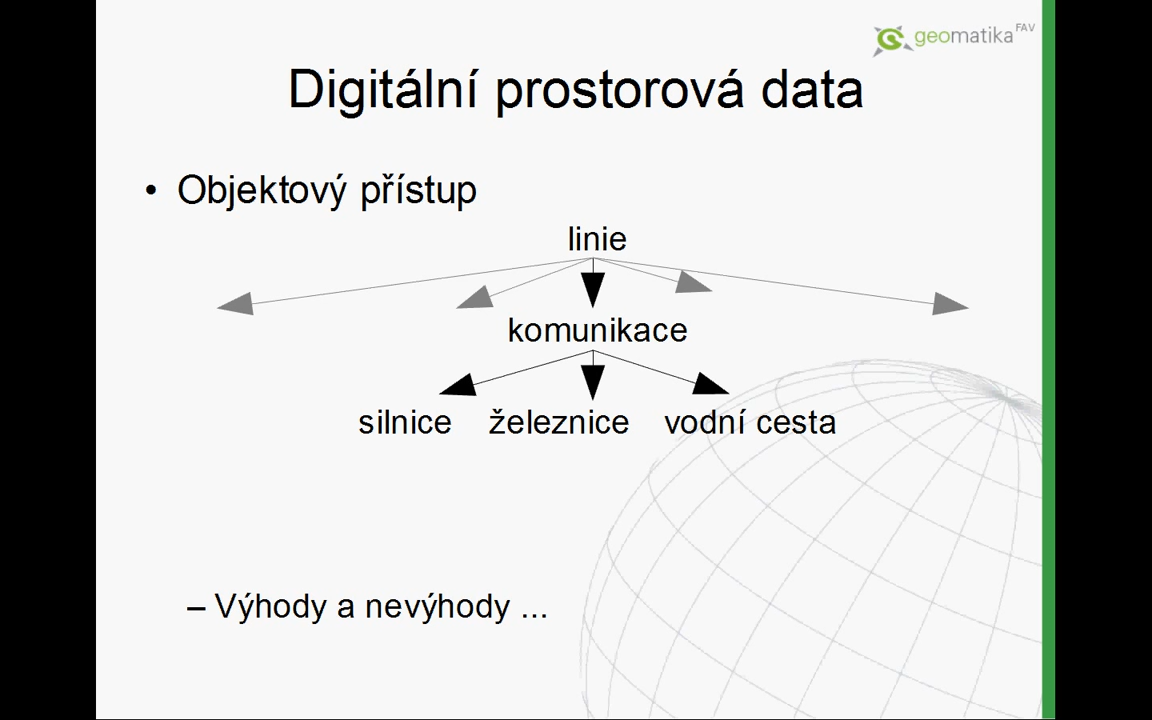 geomatika FAV
Digitální prostorová data
• Objektový přístup
linie
komunikace
silnice železnice vodní cesta
– Výhody a nevýhody ...